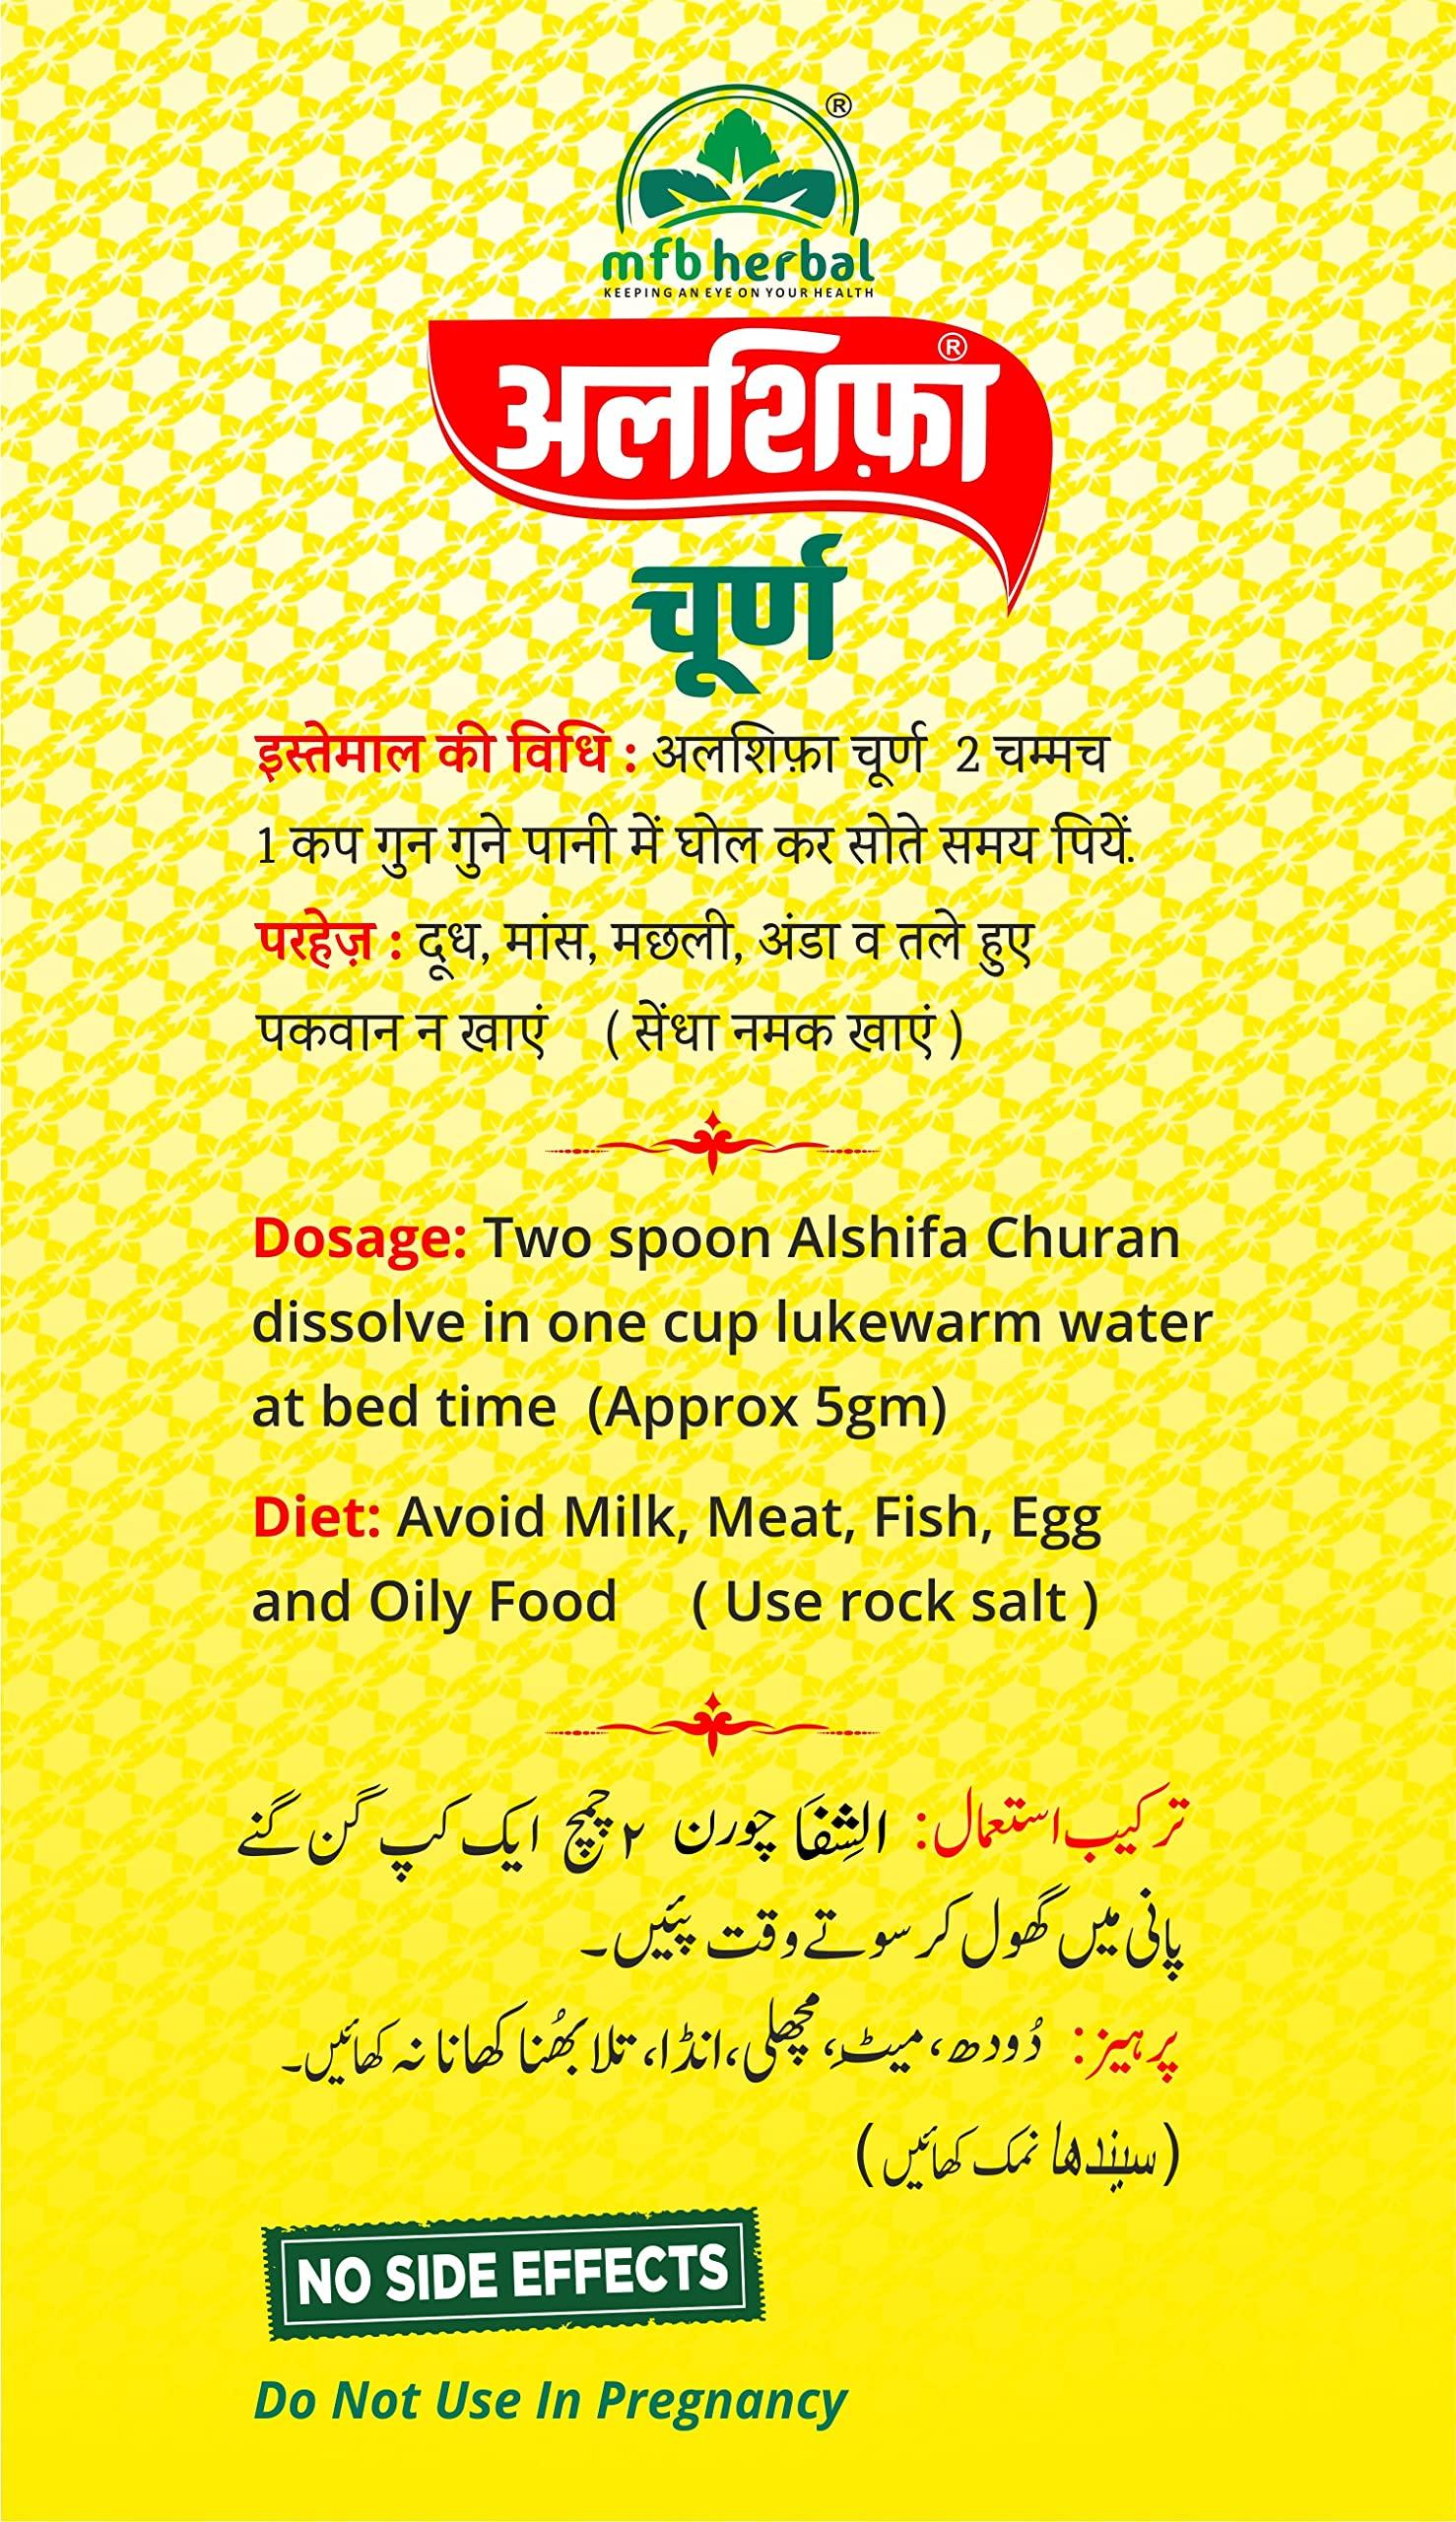 ®
mfb herbal
KEEPING AN EYE ON YOUR HEALTH
अलशिफ़ा ®
चूर्ण
इस्तेमाल की विधि : अलशिफ़ा चूर्ण 2 चम्मच
1 कप गुन गुने पानी में घोल कर सोते समय पियें.
परहेज़ : दूध, मांस, मछली, अंडा व तले हुए
पकवान न खाएं ( सेंधा नमक खाएं )
Dosage: Two spoon Alshifa Churan
dissolve in one cup lukewarm water
at bed time (Approx 5gm)
Diet: Avoid Milk, Meat, Fish, Egg
and Oily Food ( Use rock salt )
ترکیب استعمال: الشِفَا چورن ۲ چمچ ایک کپ گن گنے
پانی میں گھول کر سوتے وقت پئیں۔
پرہیز: دُودھ، میٹ، مچھلی، انڈا، تلا بھُنا کھانا نہ کھائیں۔
(سیندھا نمک کھائیں)
NO SIDE EFFECTS
Do Not Use In Pregnancy